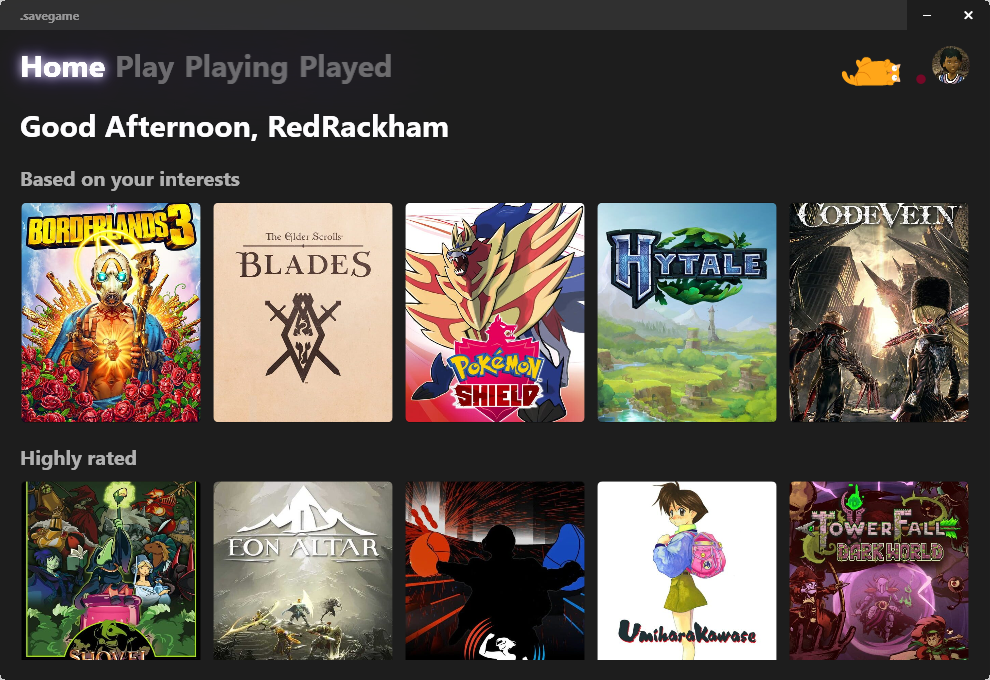 .savegame
Home Play Playing Played
Good Afternoon, RedRackham
Based on your interests
BORDERLANDS 3
The Elder Scrolls
BLADES
POKéMON
SHIELD
HYTALE
CODE VEIN
Highly rated
SHOVEL
EON ALTAR
UmiharaKawase
TOWERFALL
DARK WORLD